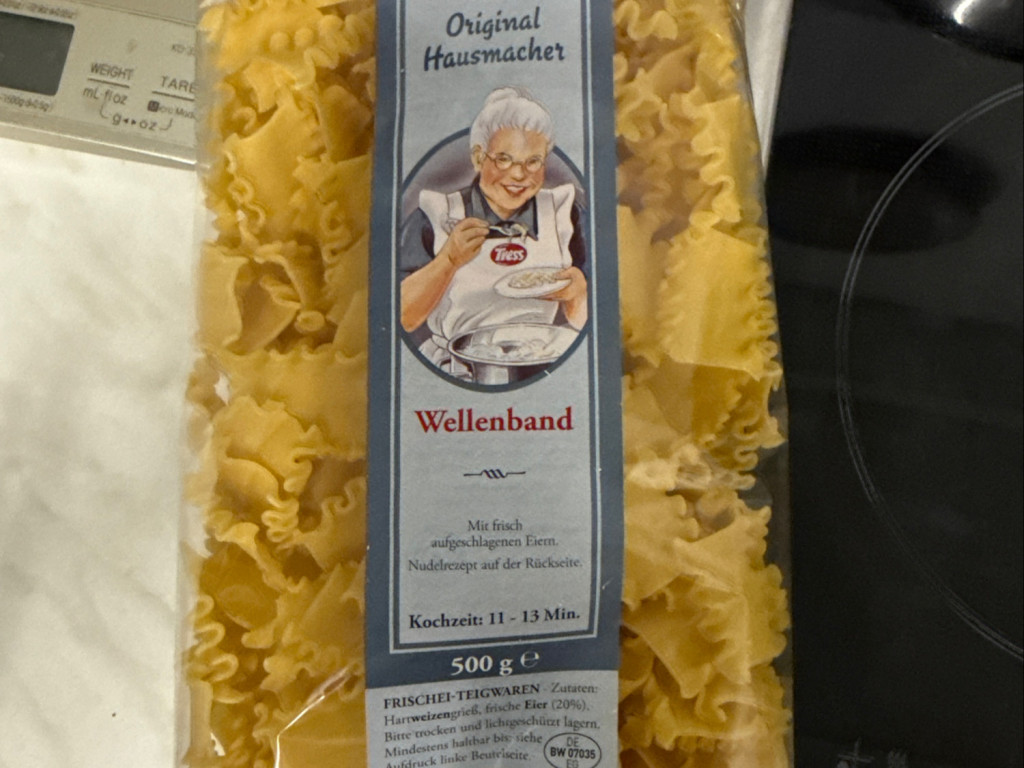 WEIGHT
TARE
mL fl oz
g◂▸oz
Original
Hausmacher
Tress
Wellenband
Mit frisch
aufgeschlagenen Eiern.
Nudelrezept auf der Rückseite.
Kochzeit: 11 - 13 Min.
500 g ℮
FRISCHEI-TEIGWAREN · Zutaten:
Hartweizengrieß, frische Eier (20%).
Bitte trocken und lichtgeschützt lagern.
Mindestens haltbar bis: siehe
Aufdruck linke Beutelseite.
DE
BW 07035
EG